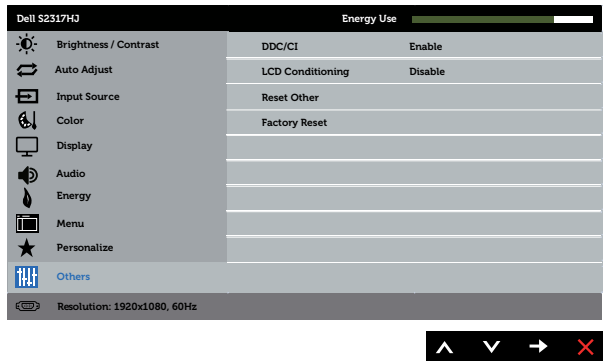 Dell S2317HJ Energy Use
Brightness / Contrast DDC/CI Enable
Auto Adjust LCD Conditioning Disable
Input Source Reset Other
Color Factory Reset
Display
Audio
Energy
Menu
Personalize
Others
Resolution: 1920x1080, 60Hz